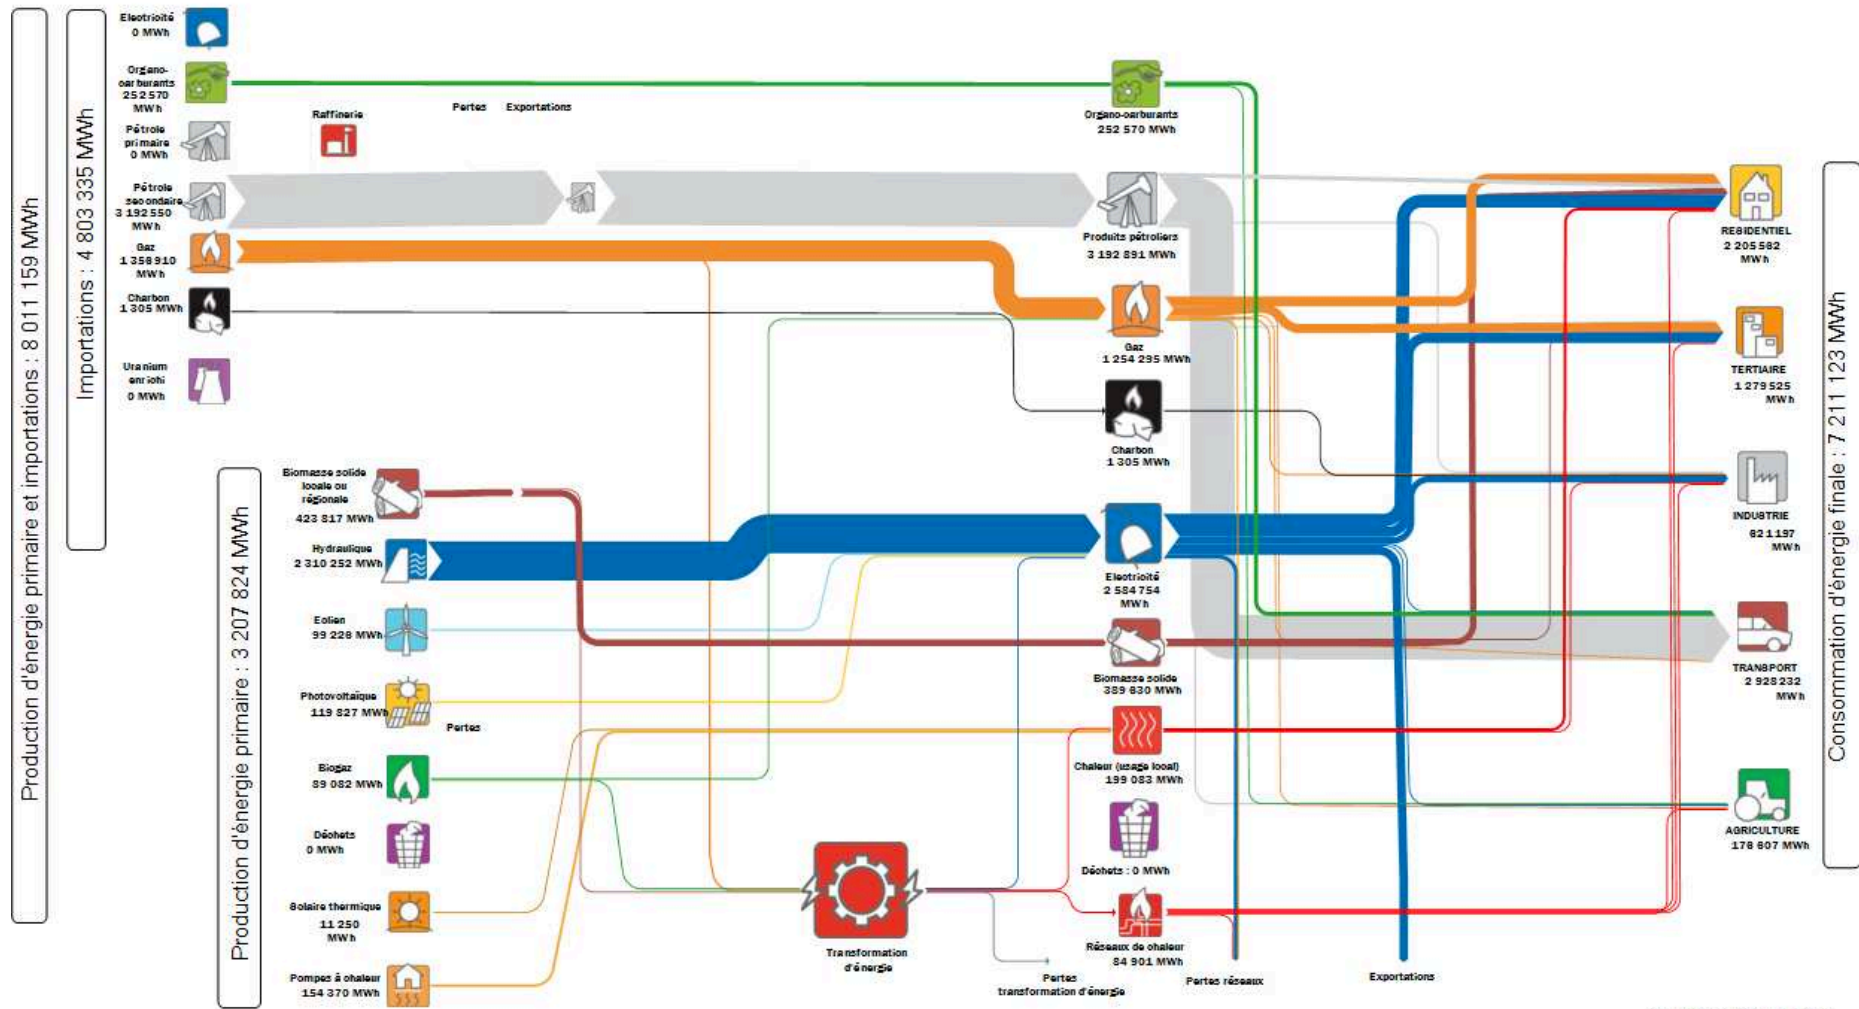 Production d'énergie primaire et importations : 8 011 159 MWh
Importations : 4 803 335 MWh
Electricité
0 MWh
Organo-
carburants
252 570
MWh
Pétrole
primaire
0 MWh
Pétrole
secondaire
3 192 550
MWh
Gaz
1 356 910
MWh
Charbon
1 305 MWh
Uranium
enrichi
0 MWh
Raffinerie
Pertes
Exportations
Production d'énergie primaire : 3 207 824 MWh
Biomasse solide
locale ou
régionale
423 817 MWh
Hydraulique
2 310 252 MWh
Eolien
99 228 MWh
Photovoltaïque
119 827 MWh
Pertes
Biogaz
89 082 MWh
Déchets
0 MWh
Solaire thermique
11 250
MWh
Pompes à chaleur
154 370 MWh
Transformation
d'énergie
Organo-carburants
252 570 MWh
Produits pétroliers
3 192 891 MWh
Gaz
1 254 295 MWh
Charbon
1 305 MWh
Electricité
2 584 754
MWh
Biomasse solide
389 630 MWh
Chaleur (usage local)
199 083 MWh
Déchets : 0 MWh
Réseaux de chaleur
84 901 MWh
Pertes
transformation d'énergie
Pertes réseaux
Exportations
RESIDENTIEL
2 205 562
MWh
TERTIAIRE
1 279 525
MWh
INDUSTRIE
621 197
MWh
TRANSPORT
2 928 232
MWh
AGRICULTURE
176 607 MWh
Consommation d'énergie finale : 7 211 123 MWh